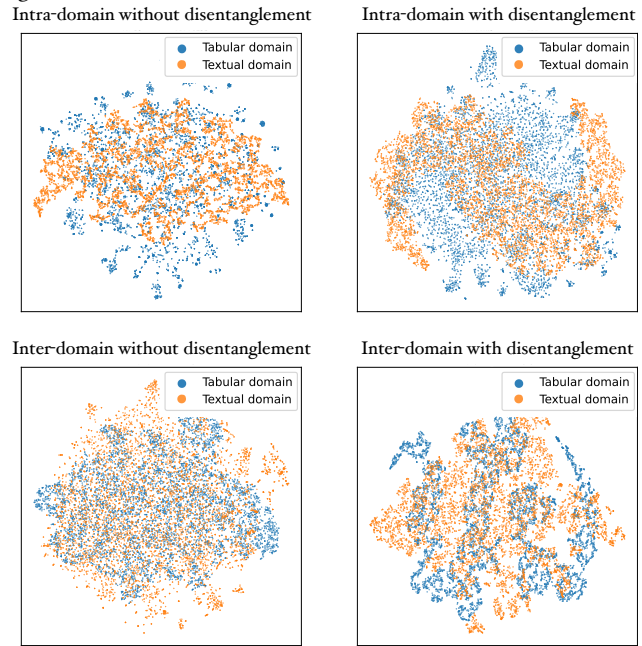 Intra-domain without disentanglement
Intra-domain with disentanglement
Tabular domain
Textual domain
Tabular domain
Textual domain
Inter-domain without disentanglement
Inter-domain with disentanglement
Tabular domain
Textual domain
Tabular domain
Textual domain